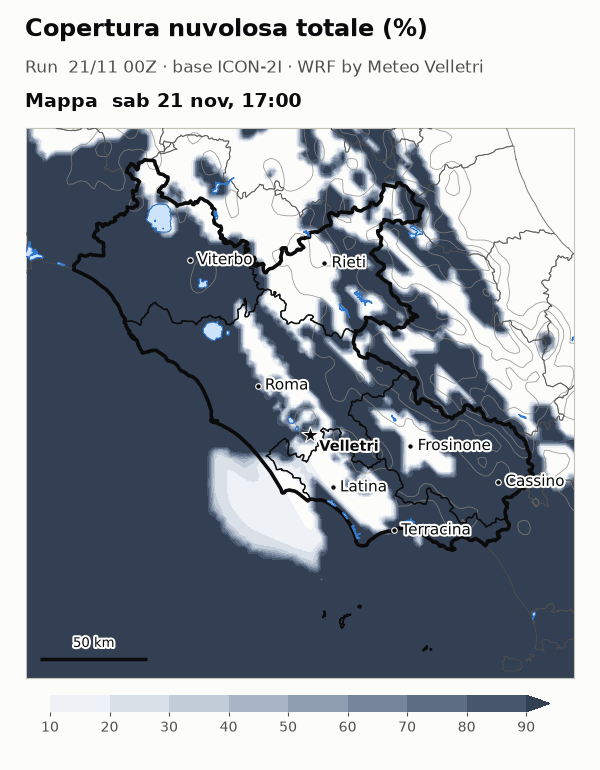 Copertura nuvolosa totale (%)
Run  21/11 00Z · base ICON-2I · WRF by Meteo Velletri
Mappa  sab 21 nov, 17:00
Viterbo
Rieti
Roma
Velletri
Frosinone
Latina
Cassino
Terracina
50 km
10 20 30 40 50 60 70 80 90